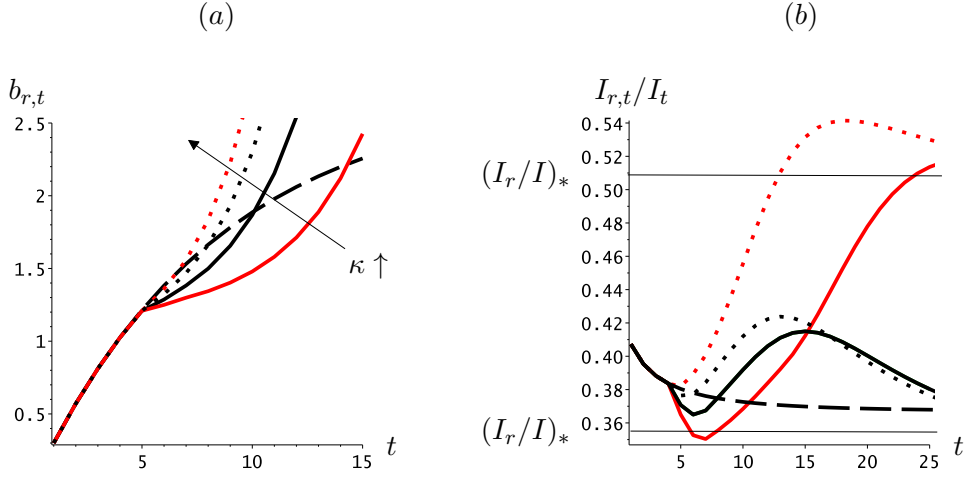 (a)
b_{r,t}
2.5
2
1.5
1
0.5
5
10
15
t
κ ↑
(b)
I_{r,t}/I_t
0.54
0.52
0.50
0.48
0.46
0.44
0.42
0.40
0.38
0.36
(I_r/I)_*
(I_r/I)_*
5
10
15
20
25
t